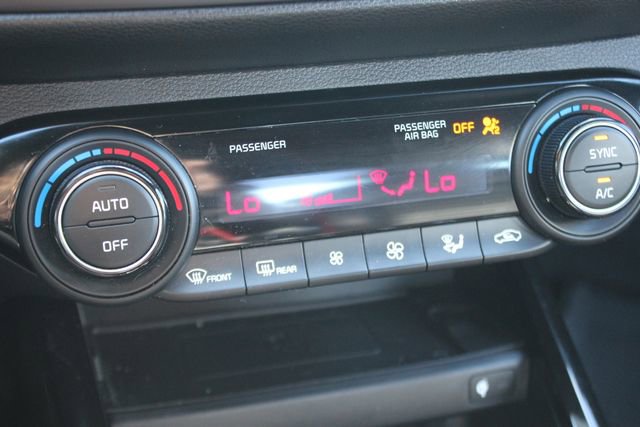 PASSENGER
PASSENGER
AIR BAG
OFF
Lo
Lo
AUTO
OFF
SYNC
A/C
FRONT
REAR